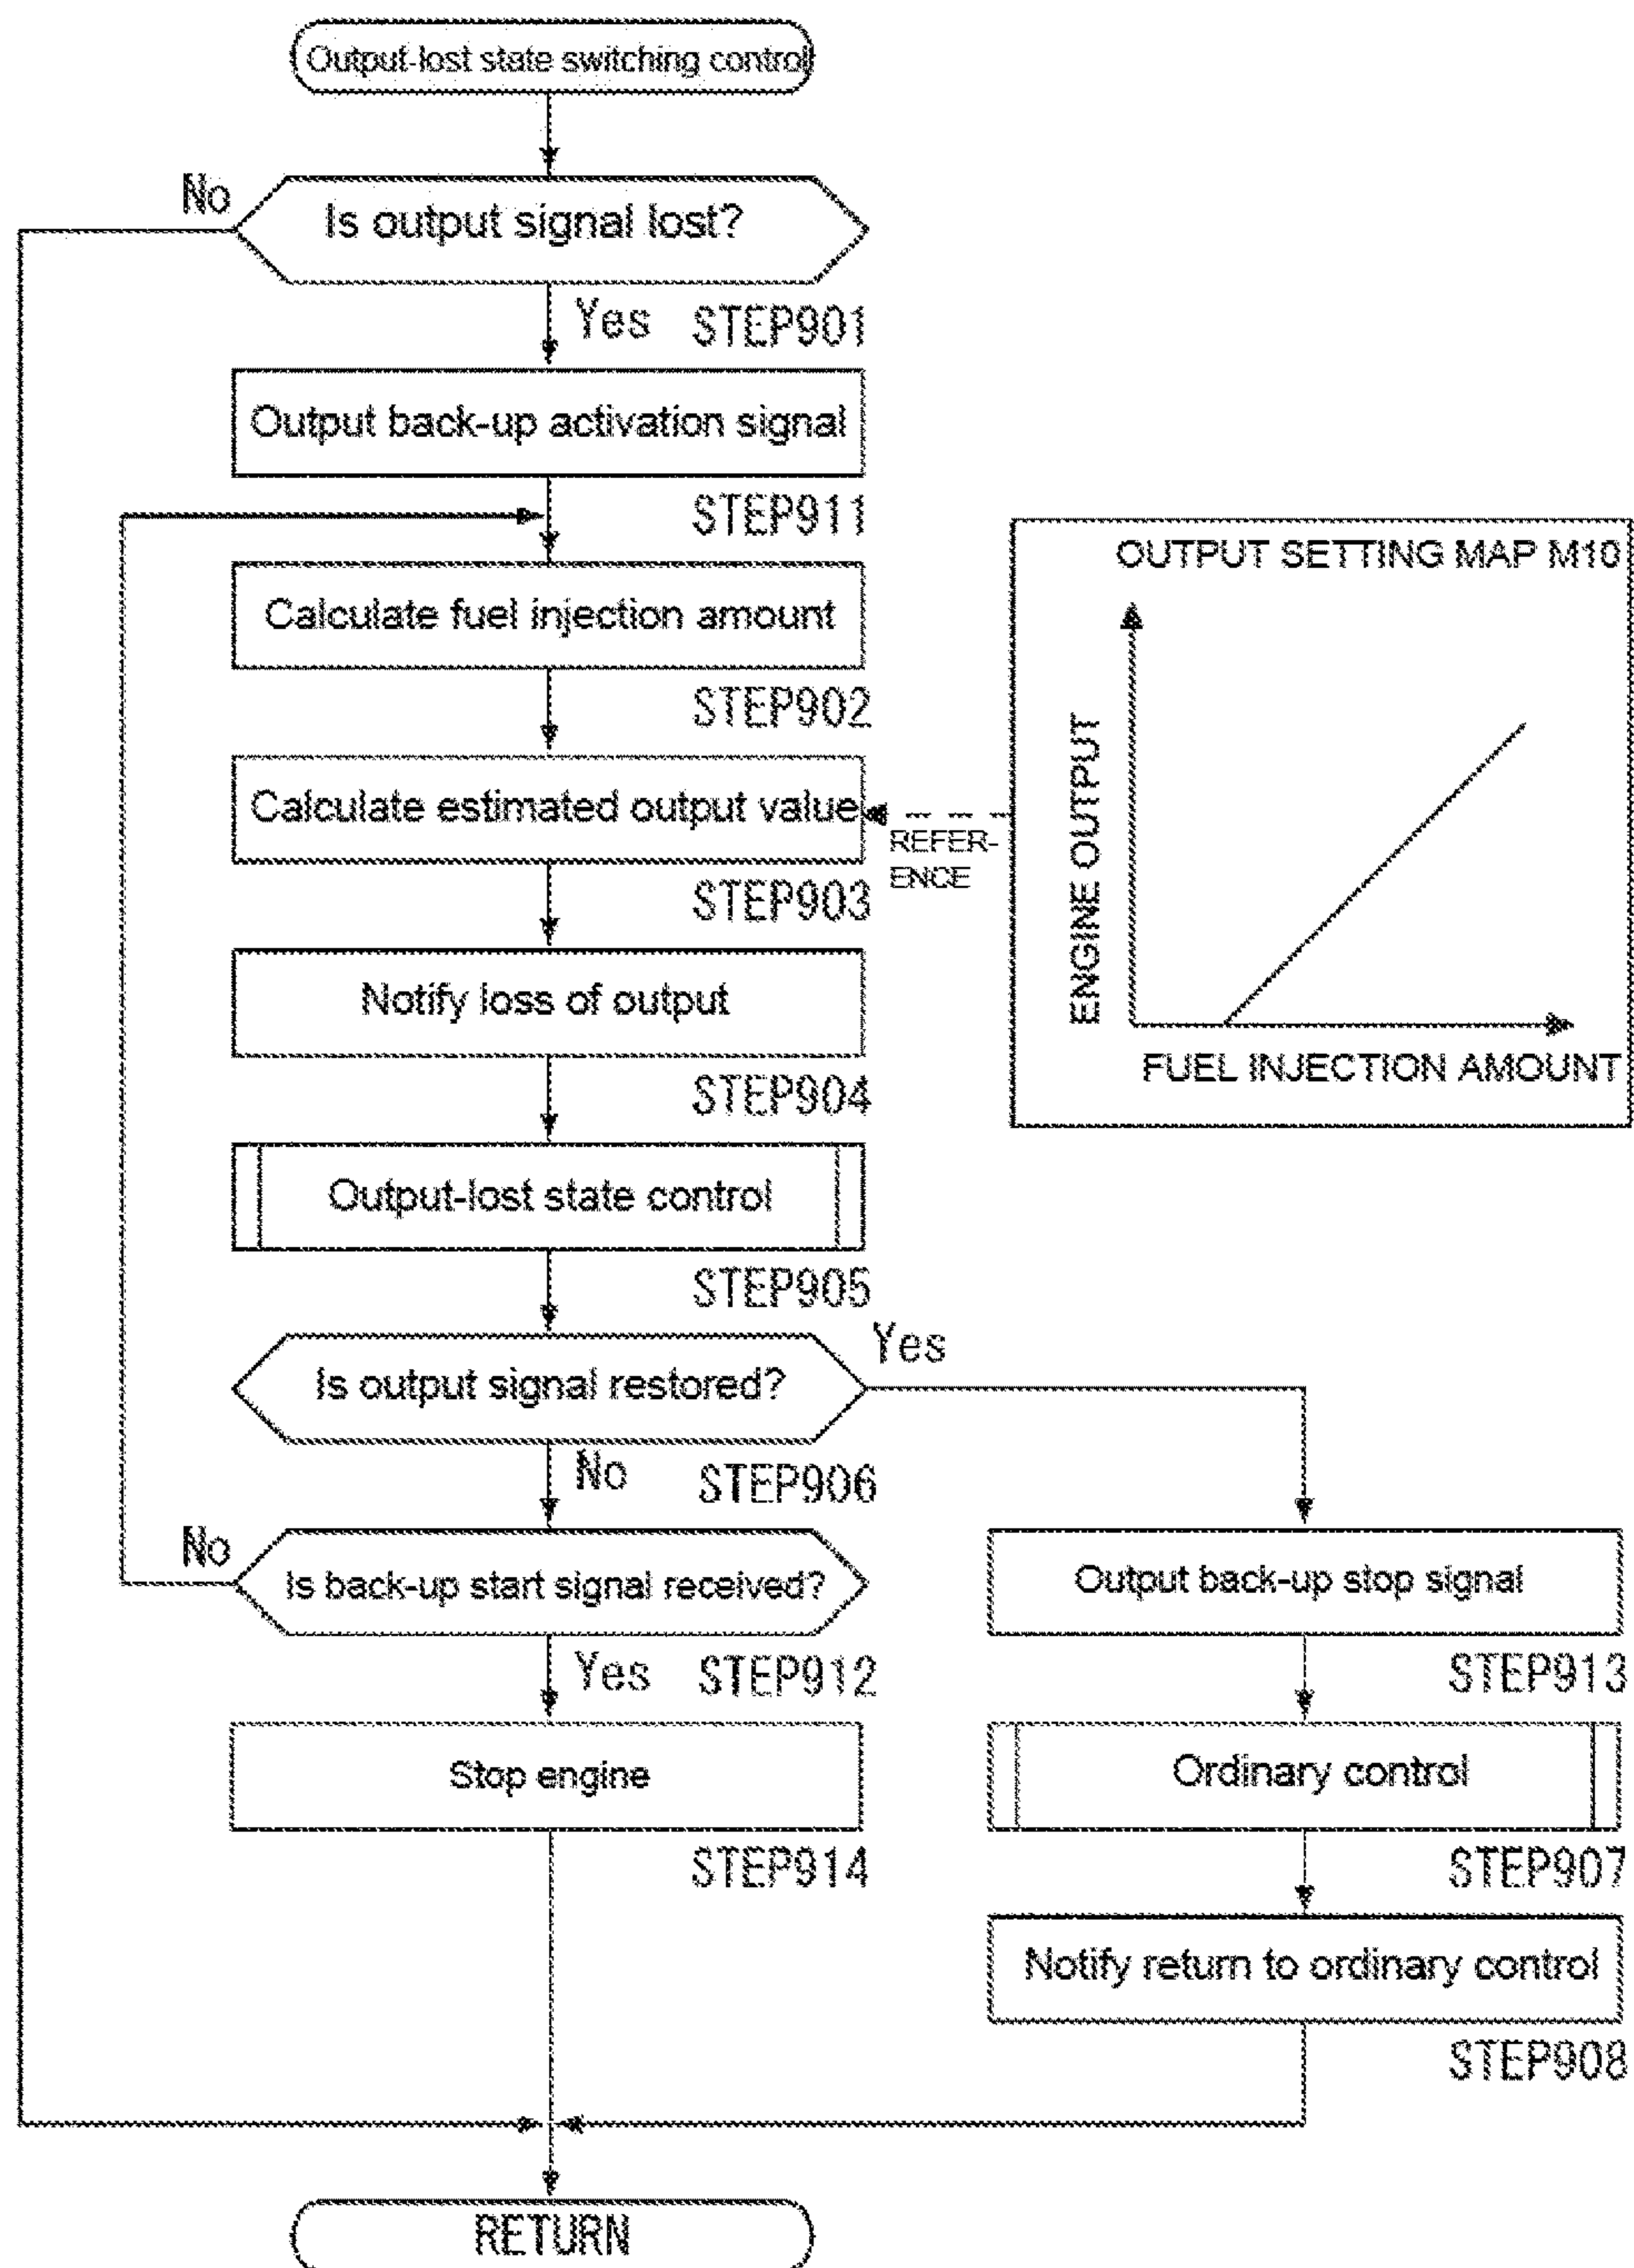 Output-lost state switching control
No
Is output signal lost?
Yes
STEP901
Output back-up activation signal
STEP911
Calculate fuel injection amount
STEP902
Calculate estimated output value
REFER-
ENCE
STEP903
OUTPUT SETTING MAP M10
ENGINE OUTPUT
FUEL INJECTION AMOUNT
Notify loss of output
STEP904
Output-lost state control
STEP905
Is output signal restored?
Yes
No
STEP906
No
Is back-up start signal received?
Yes
STEP912
Stop engine
STEP914
Output back-up stop signal
STEP913
Ordinary control
STEP907
Notify return to ordinary control
STEP908
RETURN